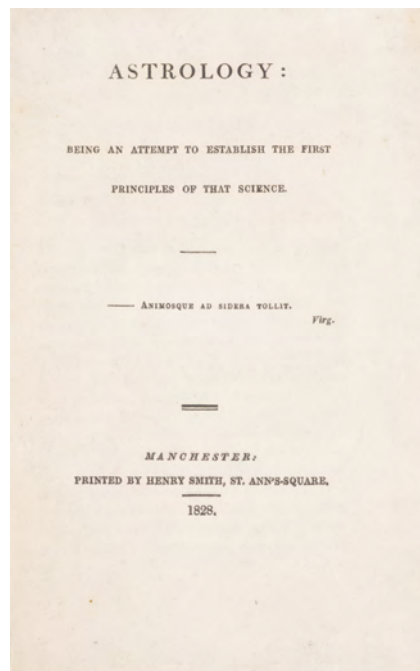 ASTROLOGY:
BEING AN ATTEMPT TO ESTABLISH THE FIRST
PRINCIPLES OF THAT SCIENCE.
—— ANIMOSQUE AD SIDERA TOLLIT.
Virg.
MANCHESTER:
PRINTED BY HENRY SMITH, ST. ANN'S-SQUARE.
1828.